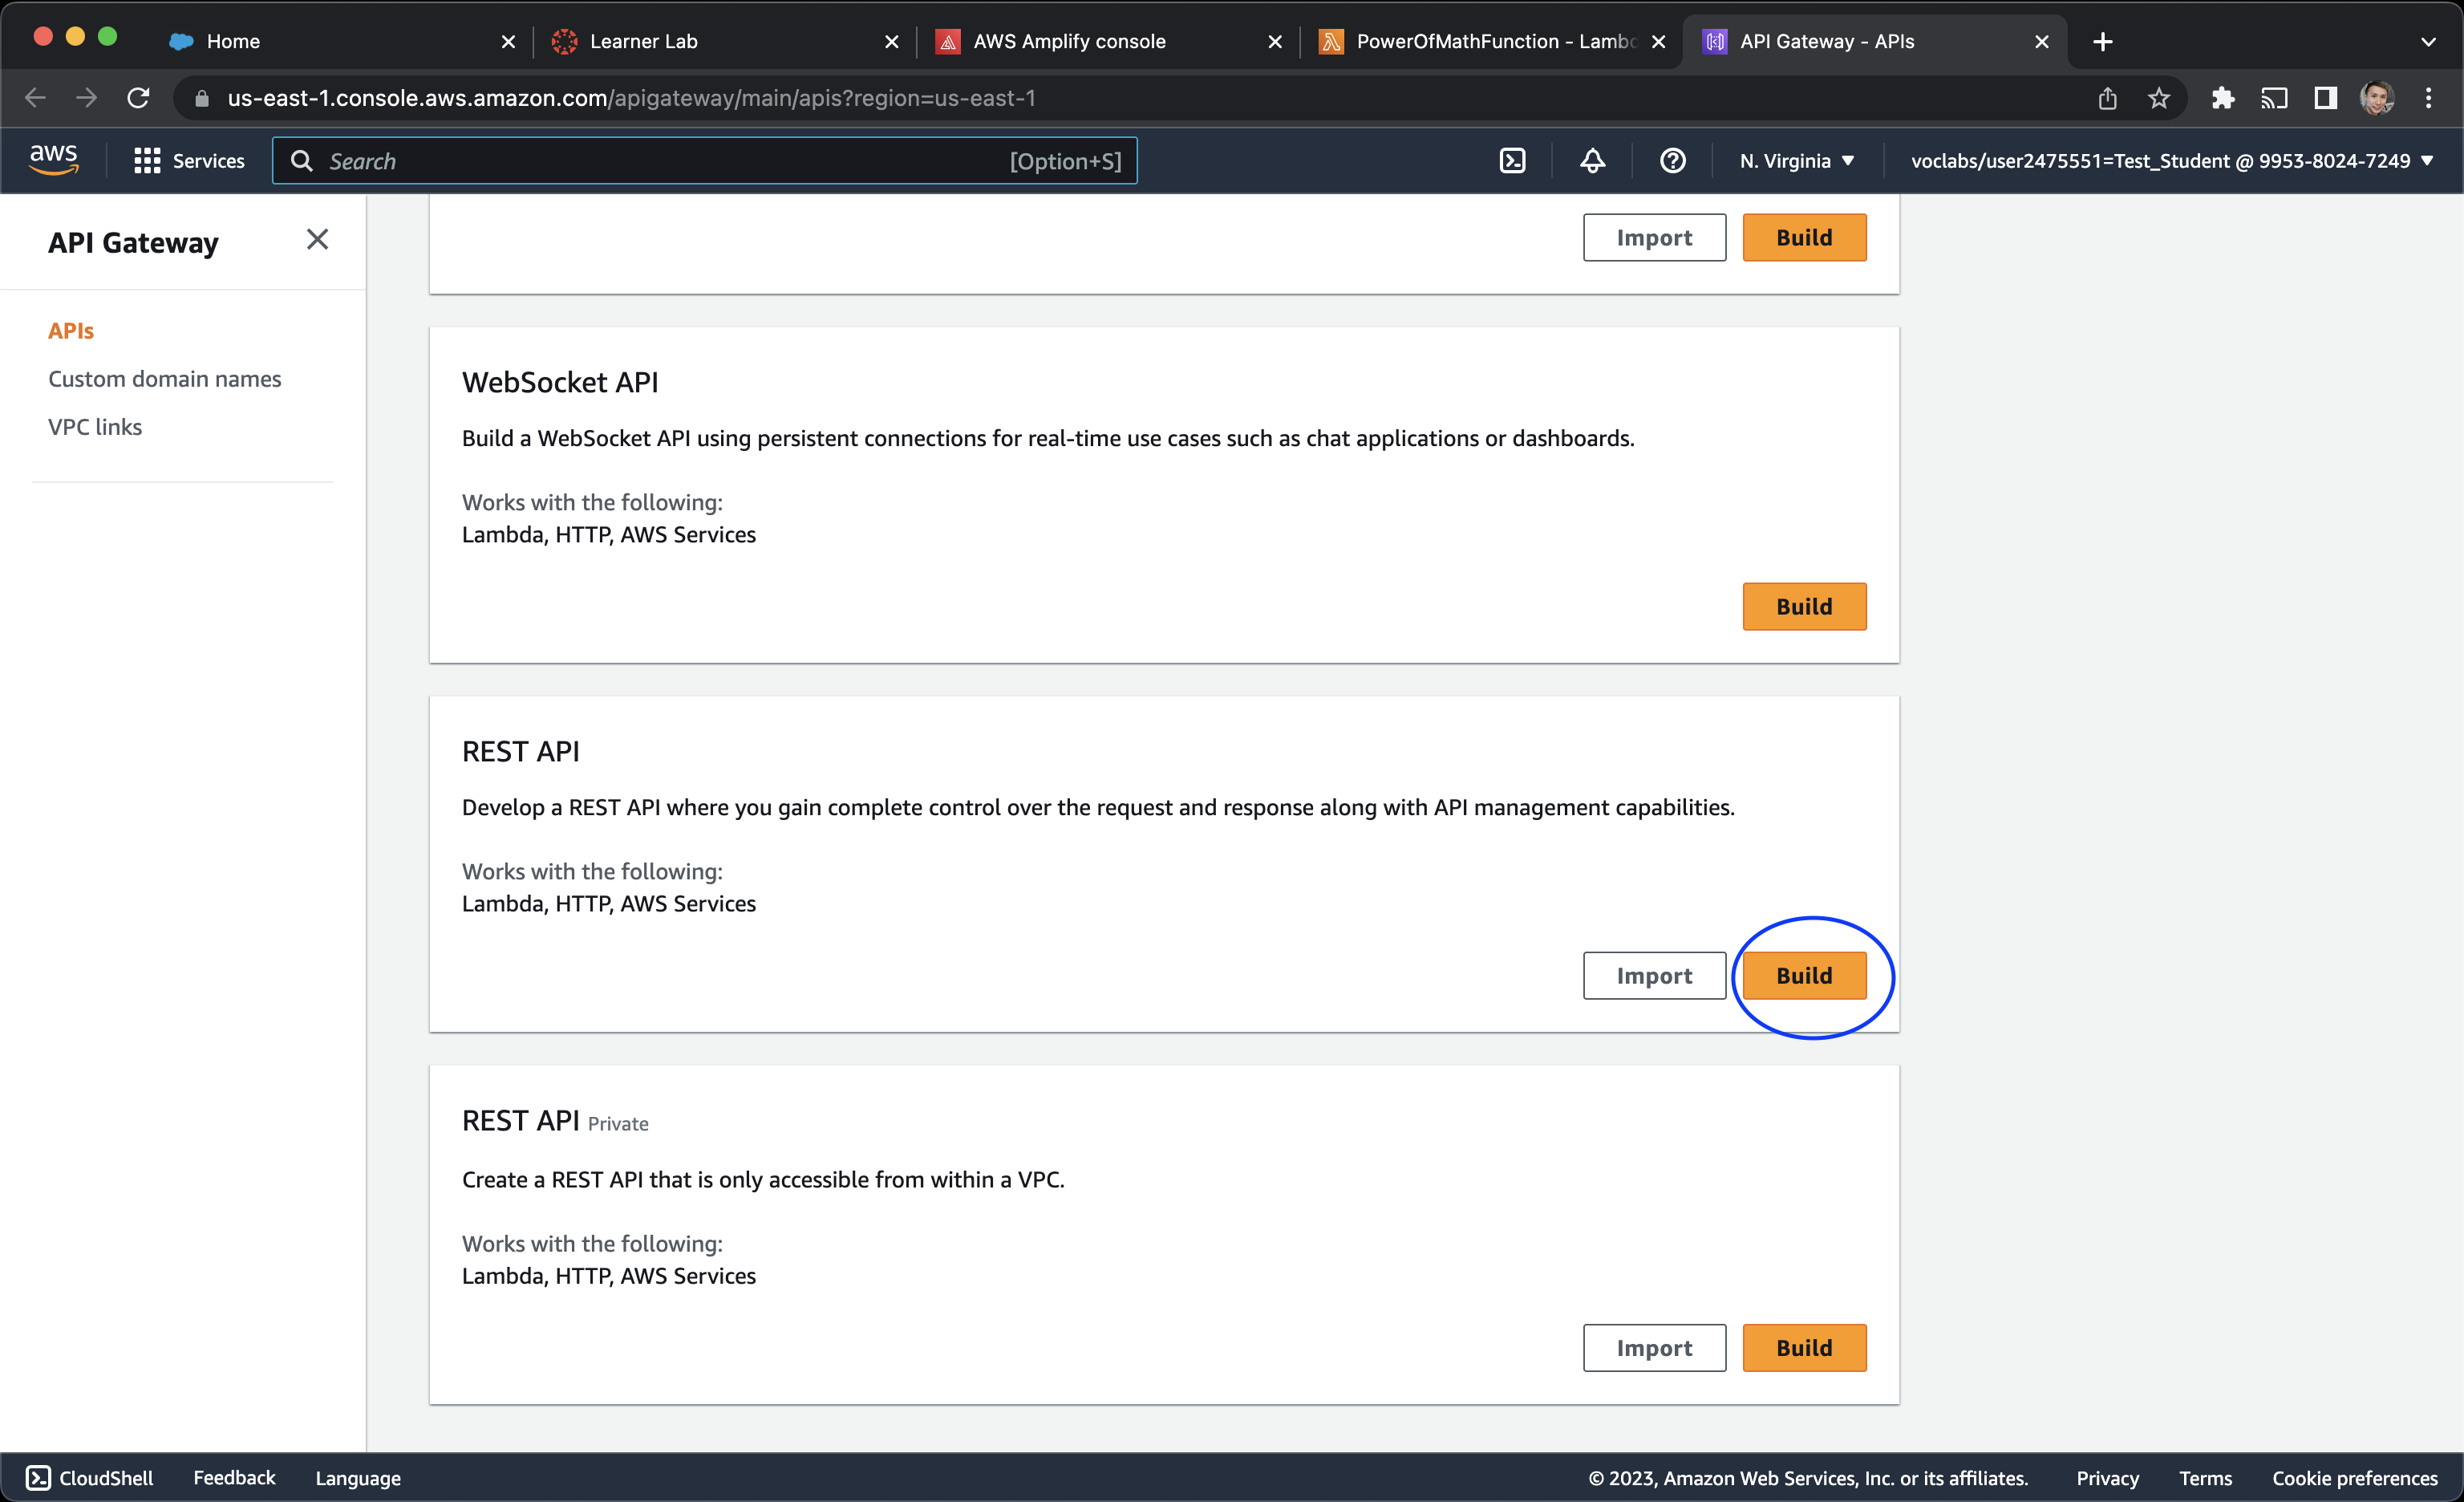 Home
Learner Lab
AWS Amplify console
PowerOfMathFunction - Lambd
API Gateway - APIs
us-east-1.console.aws.amazon.com/apigateway/main/apis?region=us-east-1
aws
Services
Search
[Option+S]
N. Virginia
voclabs/user2475551=Test_Student @ 9953-8024-7249
API Gateway
APIs
Custom domain names
VPC links
Import
Build
WebSocket API
Build a WebSocket API using persistent connections for real-time use cases such as chat applications or dashboards.
Works with the following:
Lambda, HTTP, AWS Services
Build
REST API
Develop a REST API where you gain complete control over the request and response along with API management capabilities.
Works with the following:
Lambda, HTTP, AWS Services
Import
Build
REST API Private
Create a REST API that is only accessible from within a VPC.
Works with the following:
Lambda, HTTP, AWS Services
Import
Build
CloudShell
Feedback
Language
© 2023, Amazon Web Services, Inc. or its affiliates.
Privacy
Terms
Cookie preferences